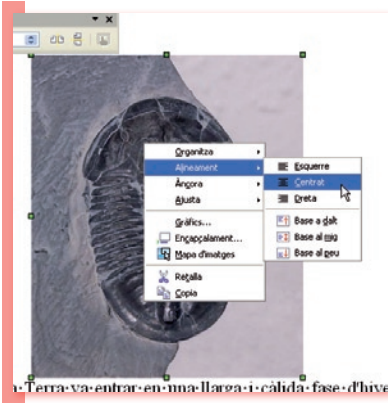 Organitza
Alineament
Àncora
Ajusta
Gràfics...
Encapçalament...
Mapa d'imatges
Retalla
Copia
Esquerre
Centrat
Dreta
Base a dalt
Base al mig
Base al peu
Terra·va·entrar·en·una·llarga·i·càlida·fase·d'hive